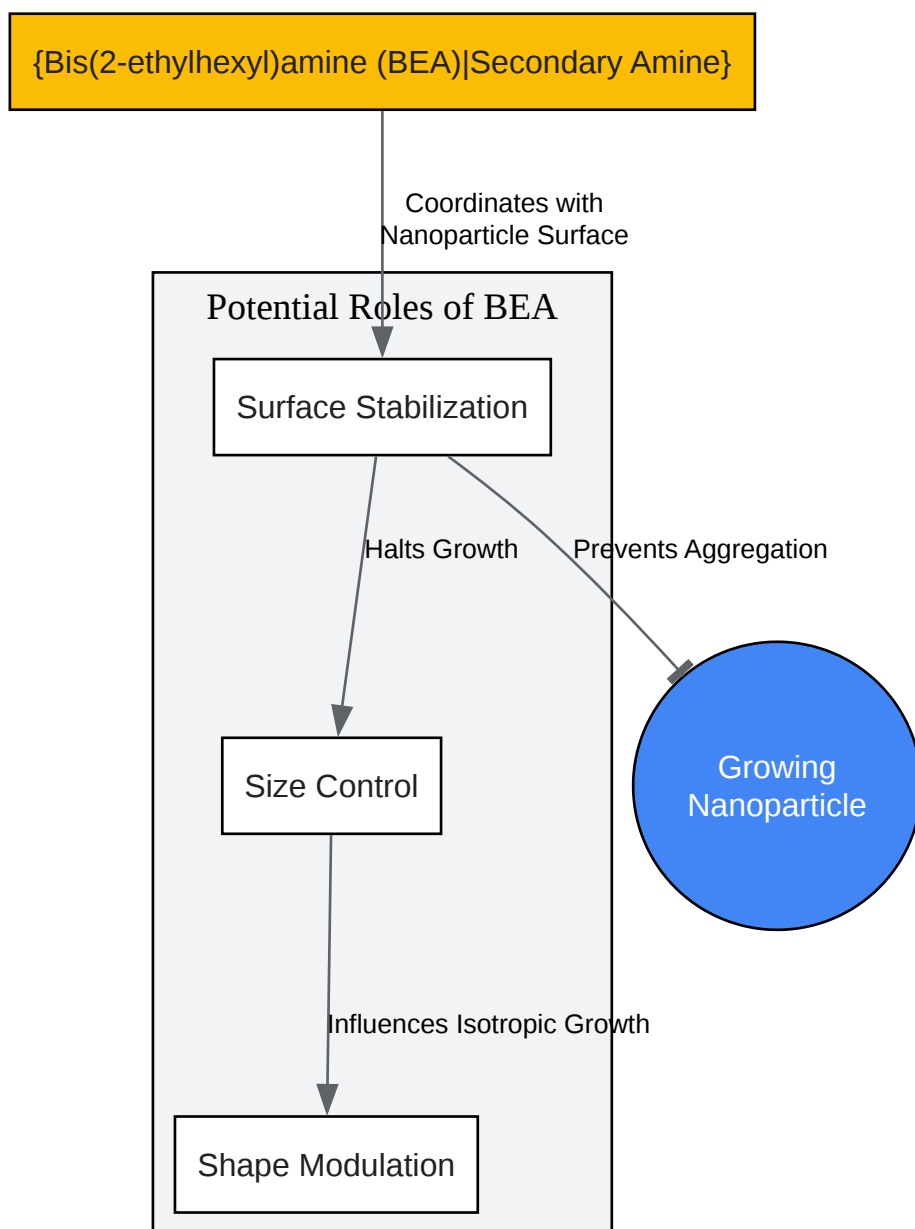 {Bis(2-ethylhexyl)amine (BEA)|Secondary Amine}
Coordinates with
Nanoparticle Surface
Potential Roles of BEA
Surface Stabilization
Halts Growth
Prevents Aggregation
Size Control
Growing
Nanoparticle
Influences Isotropic Growth
Shape Modulation